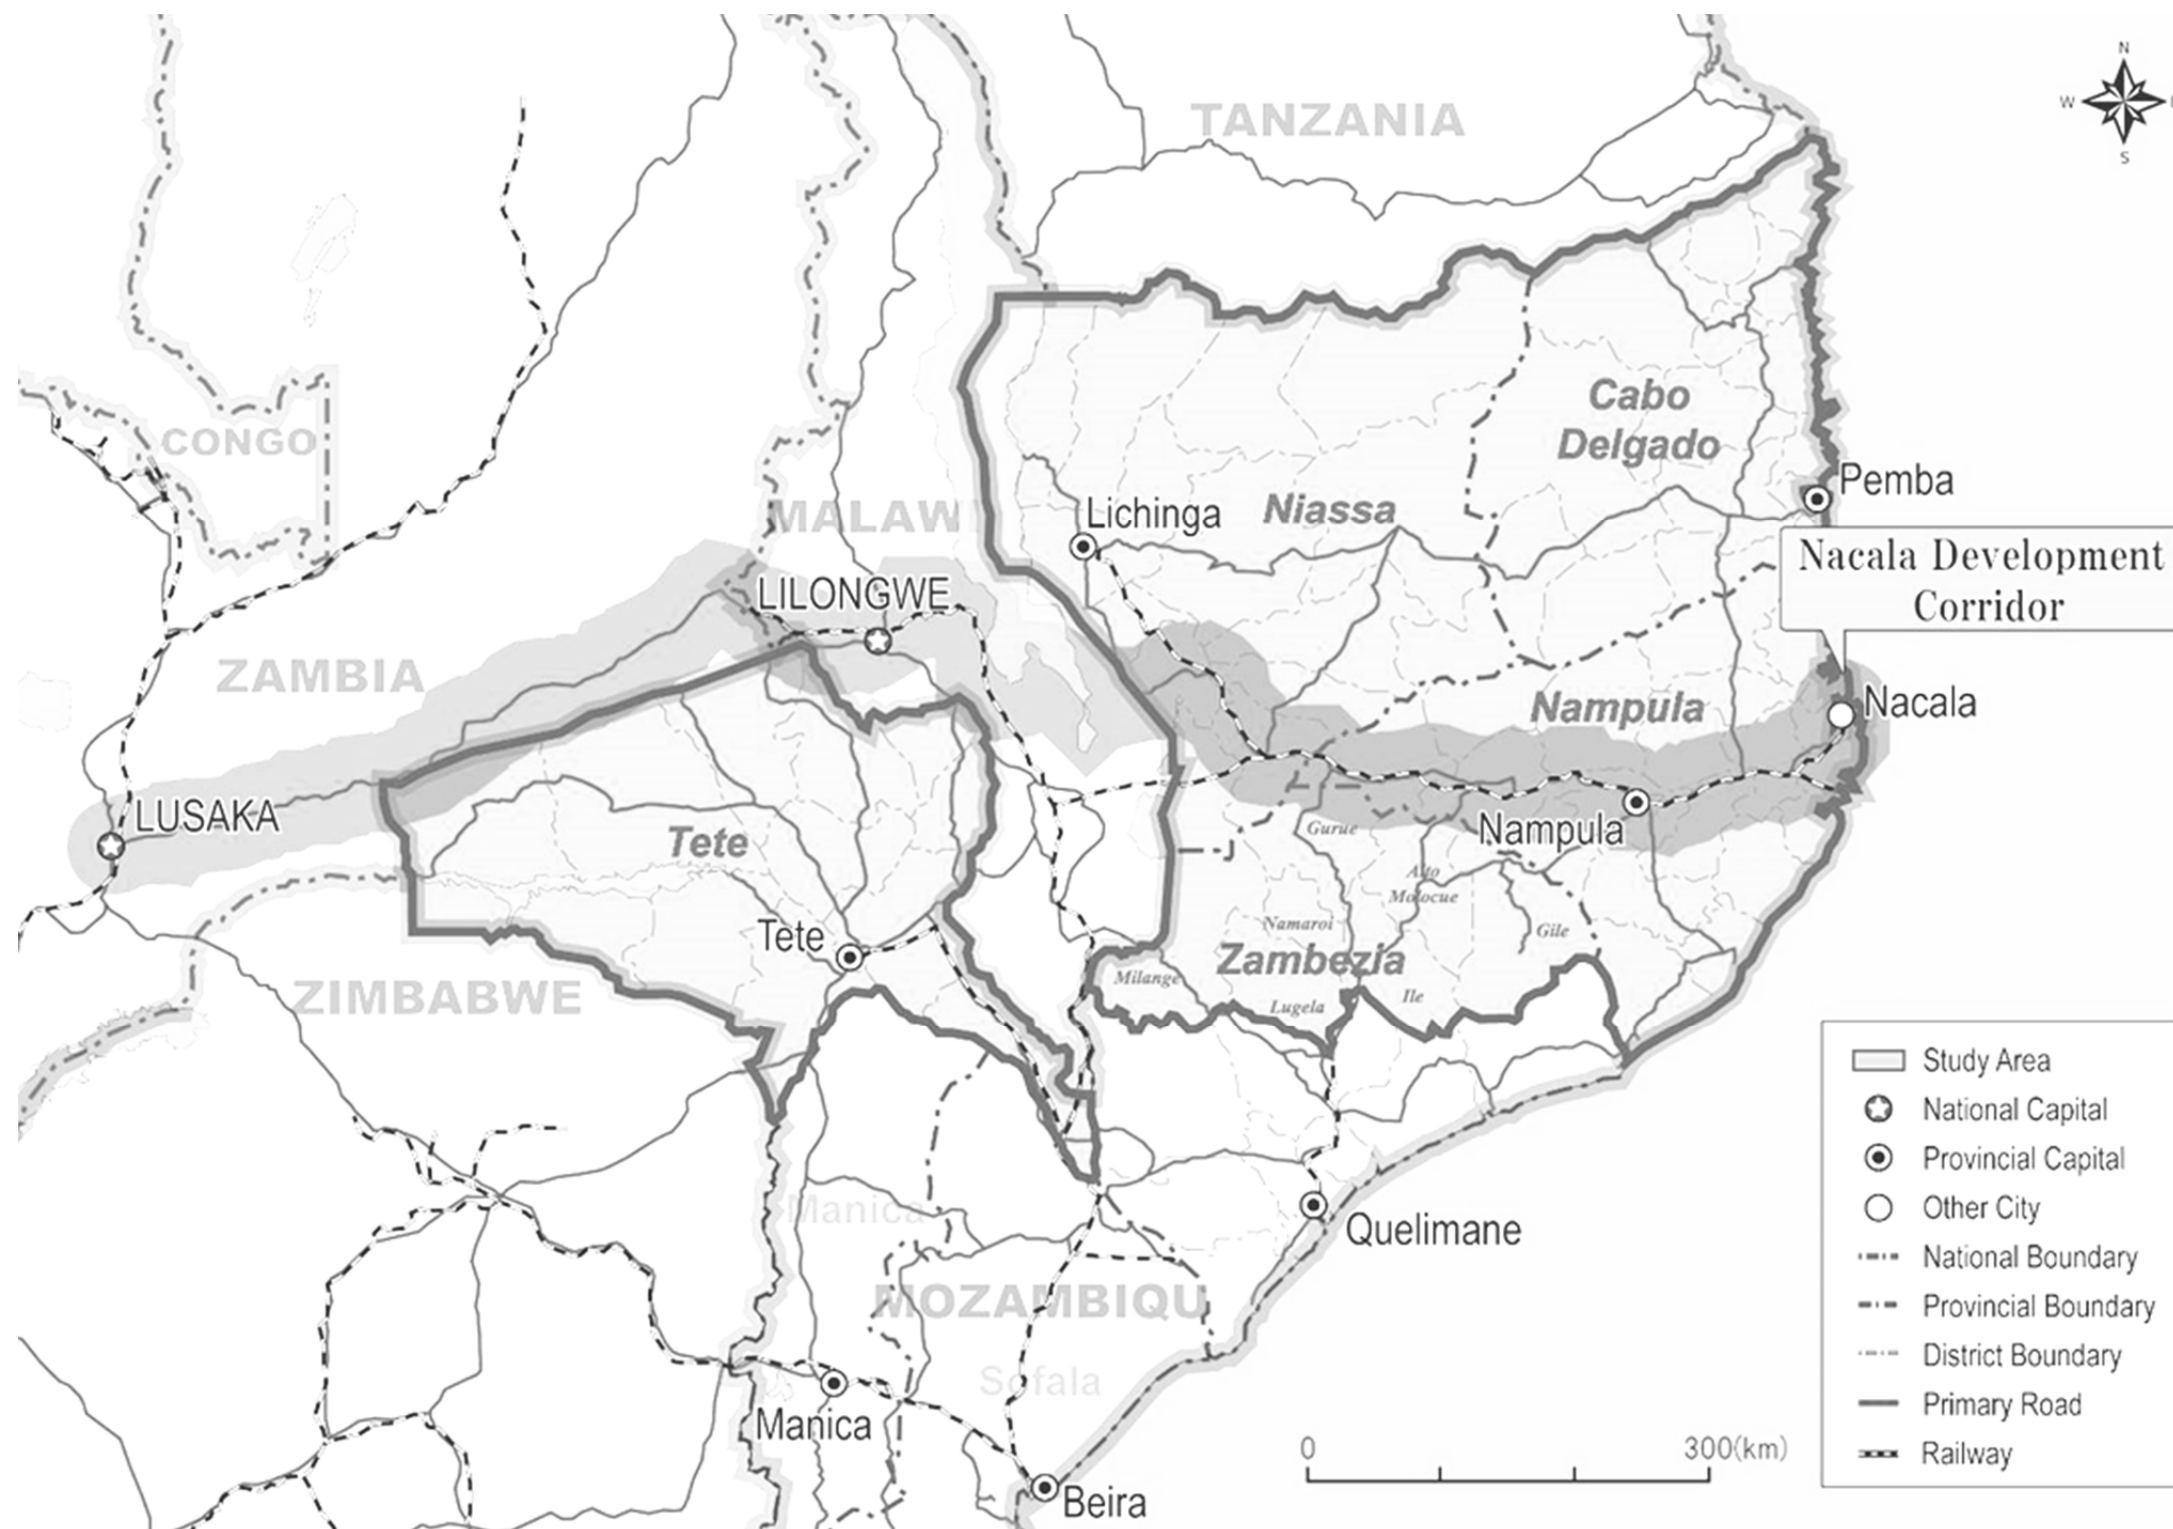 N
W
S
TANZANIA
CONGO
Cabo
Delgado
Pemba
MALAW
Lichinga
Niassa
Nacala Development
Corridor
LILONGWE
ZAMBIA
Nampula
Nacala
LUSAKA
Tete
Gurue
Nampula
Alto
Molocue
Namaroi
Gile
Tete
Zambezia
Milange
Lugela
Ile
ZIMBABWE
Study Area
National Capital
Provincial Capital
Other City
National Boundary
Provincial Boundary
District Boundary
Primary Road
Railway
Manica
Quelimane
MOZAMBIQU
Sofala
Manica
0
300(km)
Beira